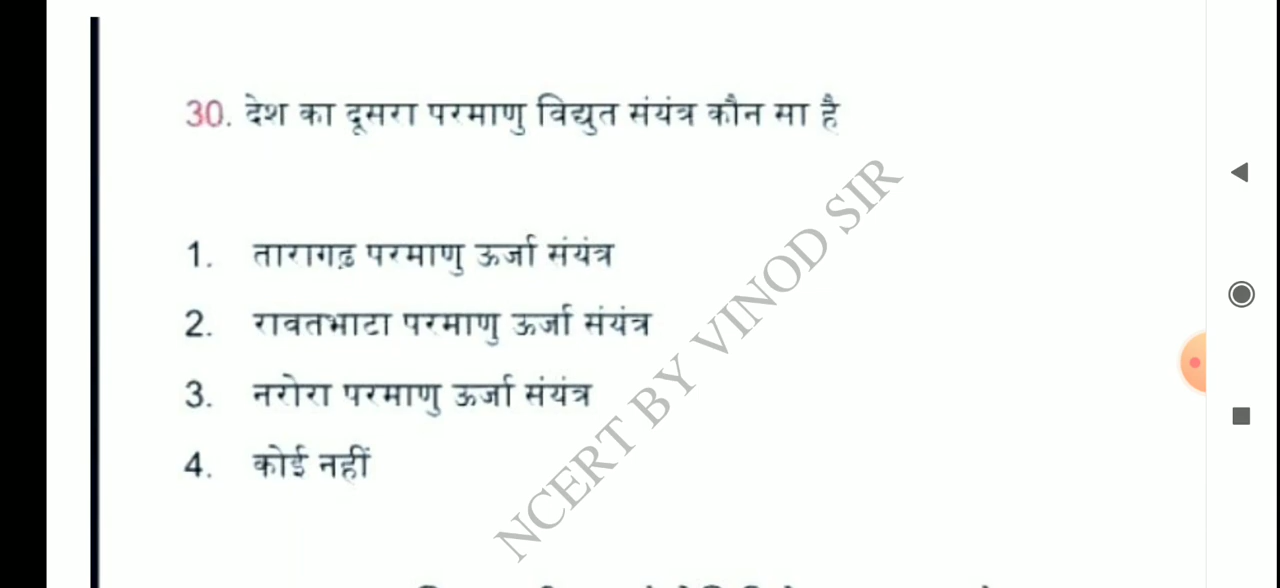 30. देश का दूसरा परमाणु विद्युत संयंत्र कौन सा है
1. तारागढ़ परमाणु ऊर्जा संयंत्र
2. रावतभाटा परमाणु ऊर्जा संयंत्र
3. नरोरा परमाणु ऊर्जा संयंत्र
4. कोई नहीं
NCERT BY VINOD SIR